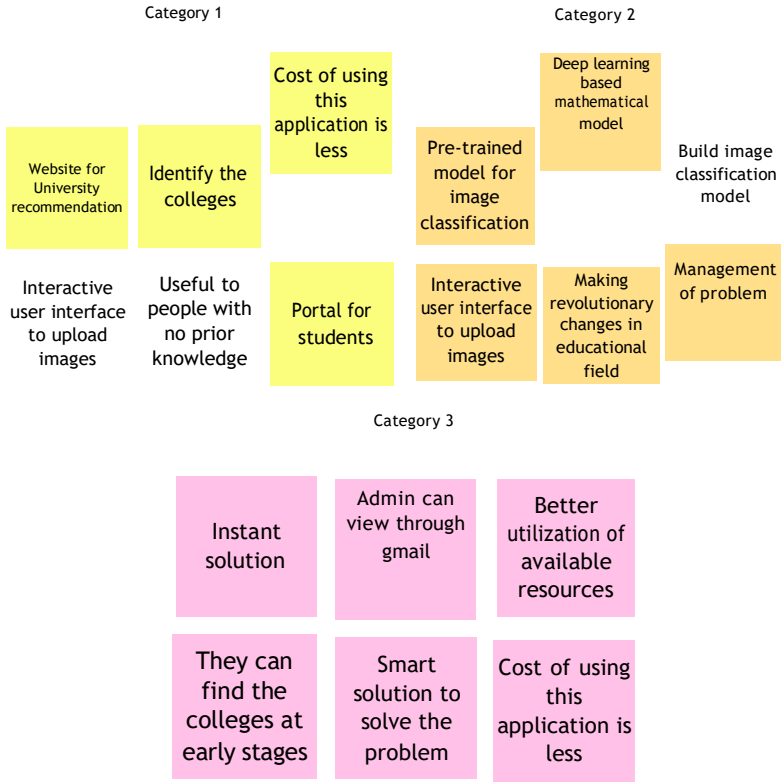 Category 1
Category 2
Cost of using
this
application is
less
Deep learning
based
mathematical
model
Website for
University
recommendation
Identify the
colleges
Pre-trained
model for
image
classification
Build image
classification
model
Interactive
user interface
to upload
images
Useful to
people with
no prior
knowledge
Portal for
students
Interactive
user interface
to upload
images
Making
revolutionary
changes in
educational
field
Management
of problem
Category 3
Instant
solution
Admin can
view through
gmail
Better
utilization of
available
resources
They can
find the
colleges at
early stages
Smart
solution to
solve the
problem
Cost of using
this
application is
less